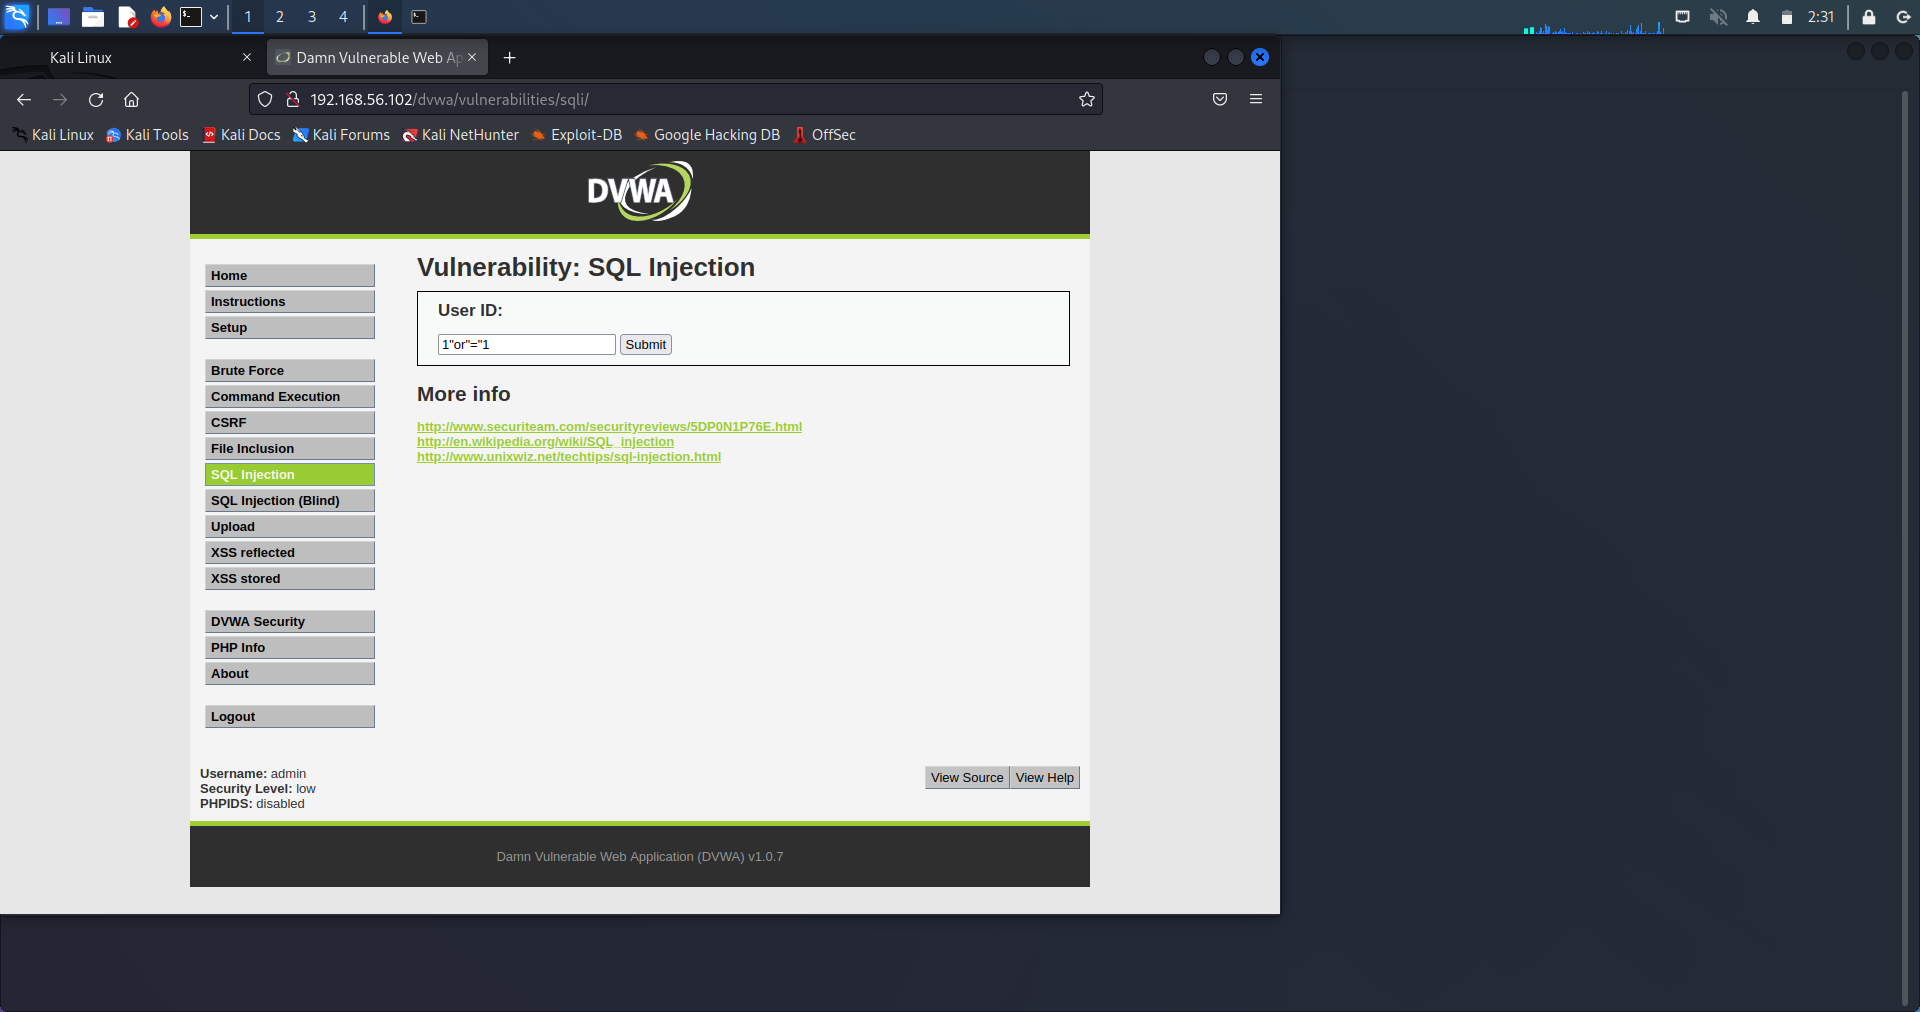 1 2 3 4 2:31
Kali Linux Damn Vulnerable Web Ap
192.168.56.102/dvwa/vulnerabilities/sqli/
Kali Linux Kali Tools Kali Docs Kali Forums Kali NetHunter Exploit-DB Google Hacking DB OffSec
DVWA
Home
Instructions
Setup
Brute Force
Command Execution
CSRF
File Inclusion
SQL Injection
SQL Injection (Blind)
Upload
XSS reflected
XSS stored
DVWA Security
PHP Info
About
Logout
Vulnerability: SQL Injection
User ID:
1"or"="1 Submit
More info
http://www.securiteam.com/securityreviews/5DP0N1P76E.html
http://en.wikipedia.org/wiki/SQL_injection
http://www.unixwiz.net/techtips/sql-injection.html
Username: admin
Security Level: low
PHPIDS: disabled
View Source View Help
Damn Vulnerable Web Application (DVWA) v1.0.7